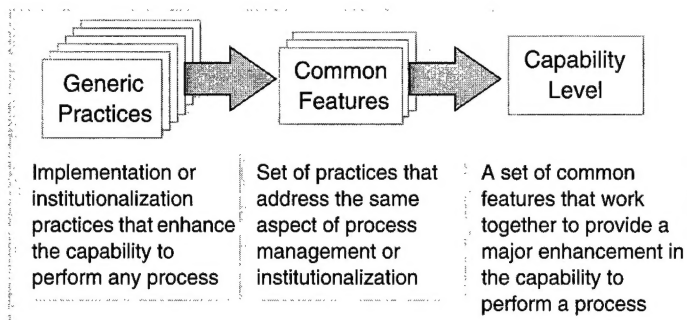 Generic
Practices
Common
Features
Capability
Level
Implementation or
institutionalization
practices that enhance
the capability to
perform any process
Set of practices that
address the same
aspect of process
management or
institutionalization
A set of common
features that work
together to provide a
major enhancement in
the capability to
perform a process